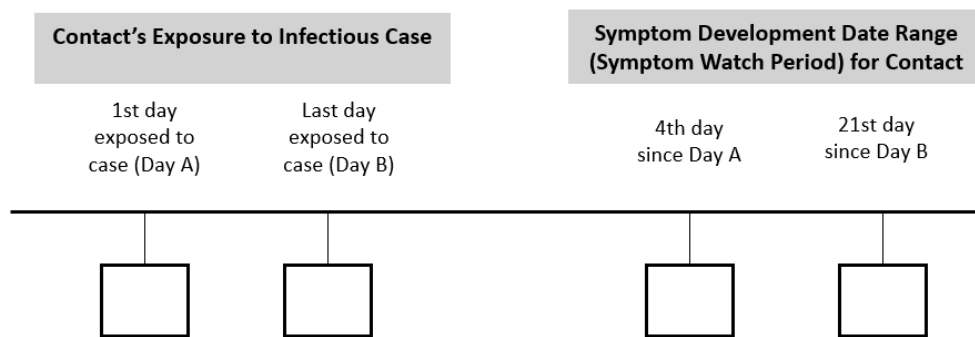 Contact's Exposure to Infectious Case
Symptom Development Date Range
(Symptom Watch Period) for Contact
1st day
exposed to
case (Day A)
Last day
exposed to
case (Day B)
4th day
since Day A
21st day
since Day B